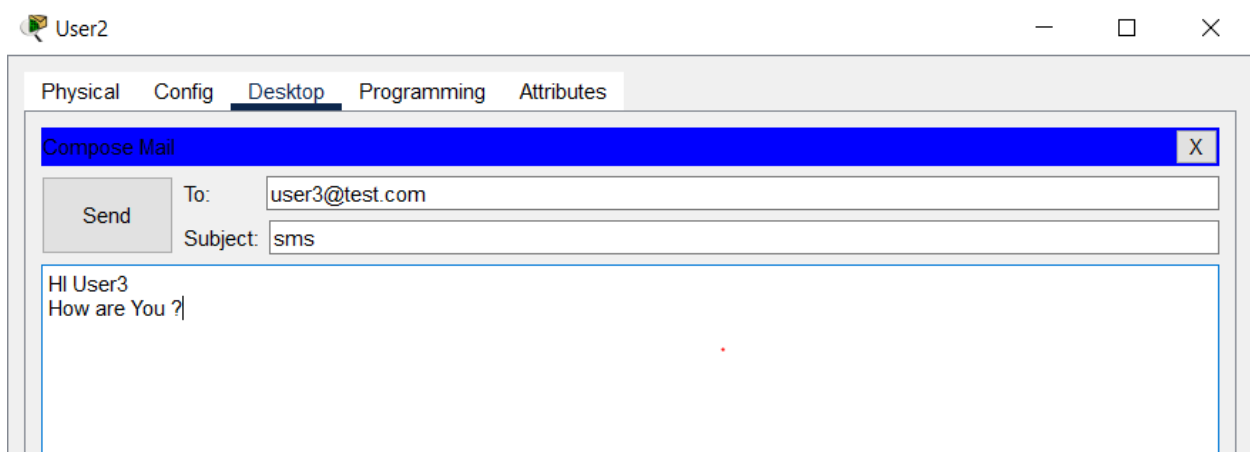 User2
Physical Config Desktop Programming Attributes
Compose Mail X
Send
To: user3@test.com
Subject: sms
HI User3
How are You ?